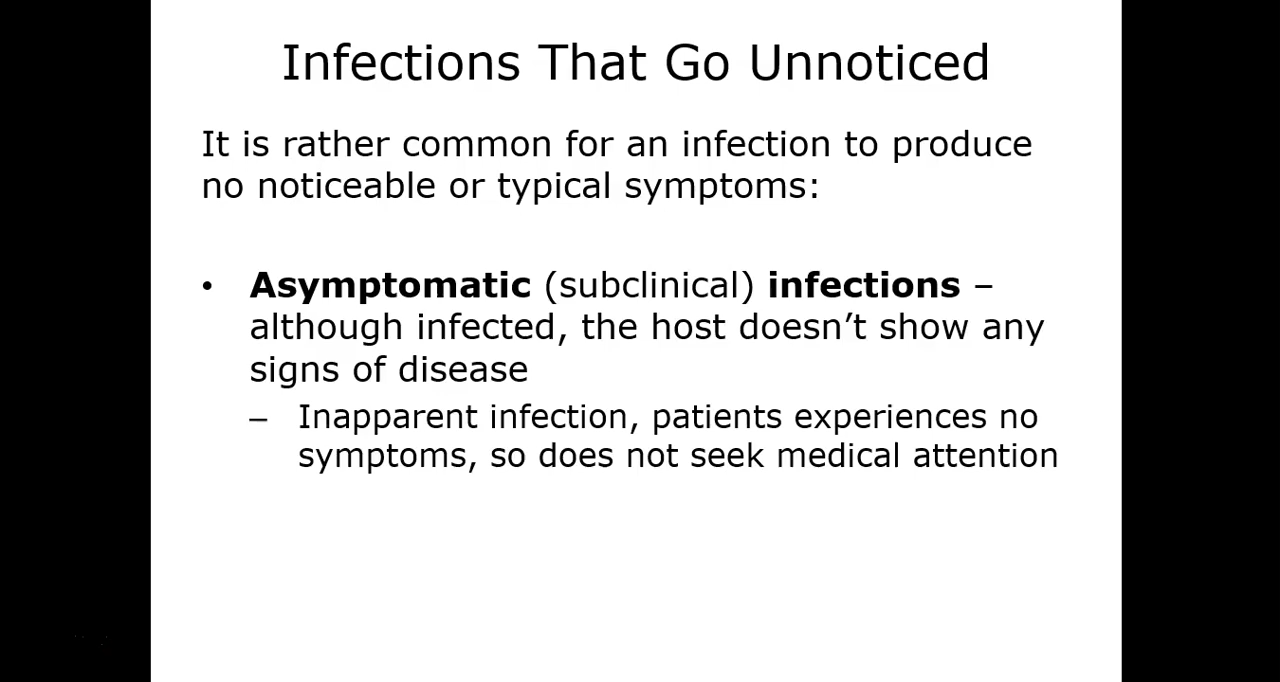 Infections That Go Unnoticed
It is rather common for an infection to produce
no noticeable or typical symptoms:
• Asymptomatic (subclinical) infections –
although infected, the host doesn’t show any
signs of disease
– Inapparent infection, patients experiences no
symptoms, so does not seek medical attention